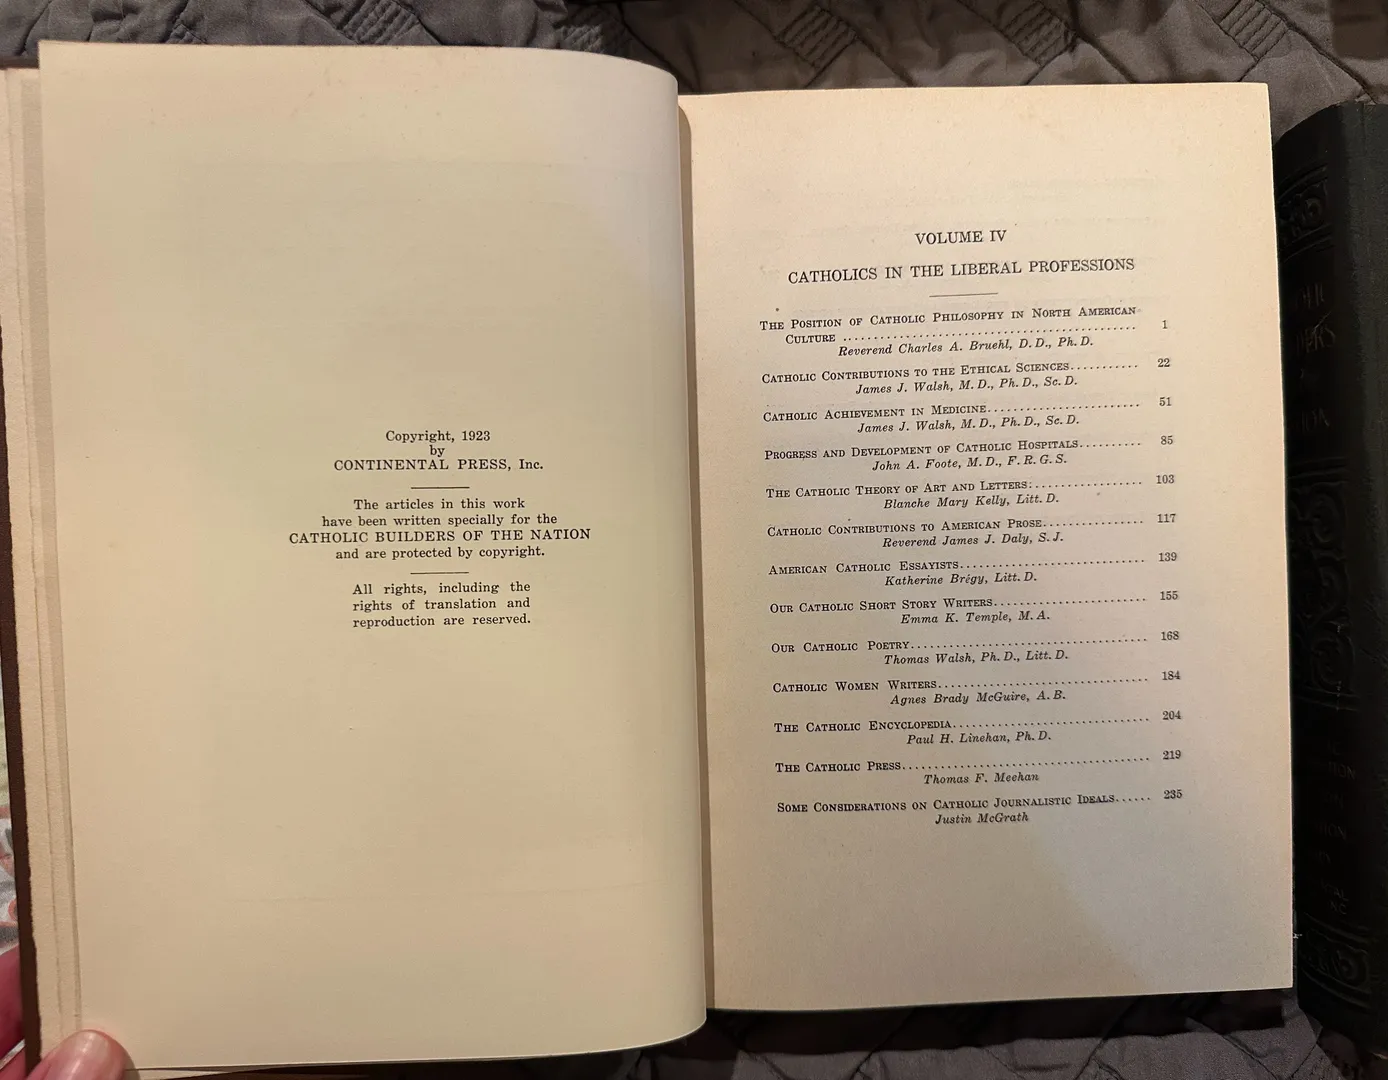 Copyright, 1923
by
CONTINENTAL PRESS, Inc.
The articles in this work
have been written specially for the
CATHOLIC BUILDERS OF THE NATION
and are protected by copyright.
All rights, including the
rights of translation and
reproduction are reserved.
VOLUME IV
CATHOLICS IN THE LIBERAL PROFESSIONS
THE POSITION OF CATHOLIC PHILOSOPHY IN NORTH AMERICAN
CULTURE ............................................. 1
Reverend Charles A. Bruehl, D. D., Ph. D.
CATHOLIC CONTRIBUTIONS TO THE ETHICAL SCIENCES........... 22
James J. Walsh, M. D., Ph. D., Sc. D.
CATHOLIC ACHIEVEMENT IN MEDICINE........................ 51
James J. Walsh, M. D., Ph. D., Sc. D.
PROGRESS AND DEVELOPMENT OF CATHOLIC HOSPITALS.......... 85
John A. Foote, M. D., F. R. G. S.
THE CATHOLIC THEORY OF ART AND LETTERS.................. 103
Blanche Mary Kelly, Litt. D.
CATHOLIC CONTRIBUTIONS TO AMERICAN PROSE................ 117
Reverend James J. Daly, S. J.
AMERICAN CATHOLIC ESSAYISTS............................. 139
Katherine Brégy, Litt. D.
OUR CATHOLIC SHORT STORY WRITERS........................ 155
Emma K. Temple, M. A.
OUR CATHOLIC POETRY..................................... 168
Thomas Walsh, Ph. D., Litt. D.
CATHOLIC WOMEN WRITERS.................................. 184
Agnes Brady McGuire, A. B.
THE CATHOLIC ENCYCLOPEDIA............................... 204
Paul H. Linehan, Ph. D.
THE CATHOLIC PRESS...................................... 219
Thomas F. Meehan
SOME CONSIDERATIONS ON CATHOLIC JOURNALISTIC IDEALS...... 235
Justin McGrath